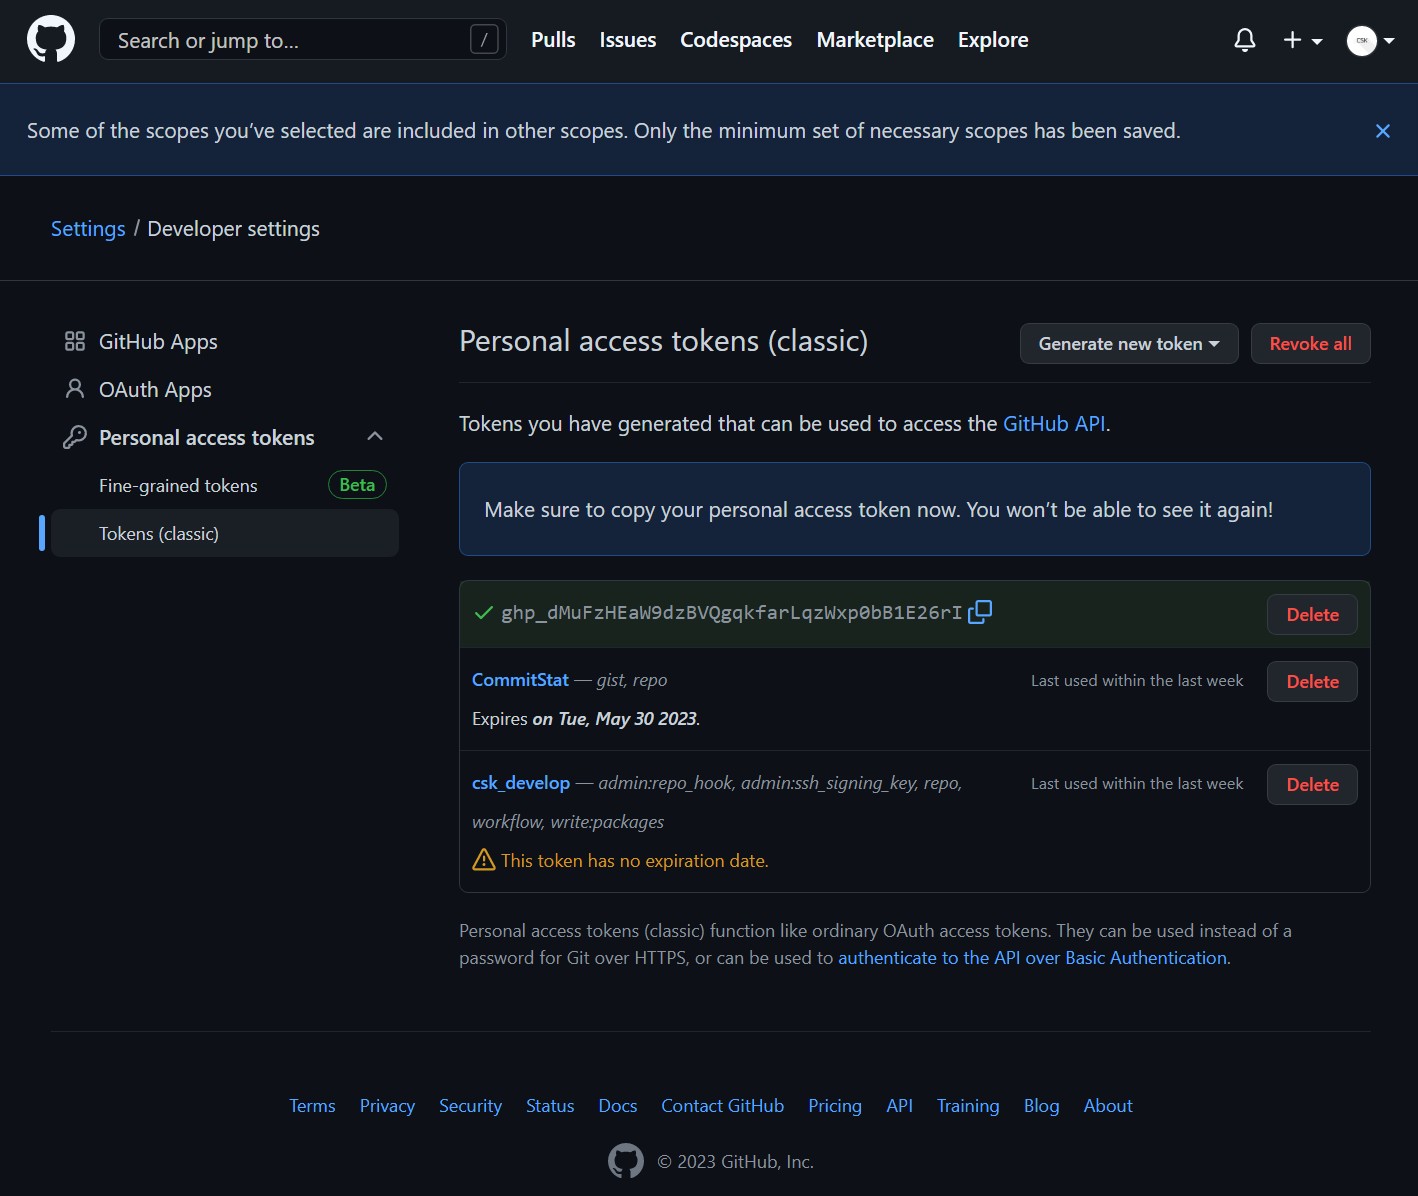 Search or jump to...
/
Pulls
Issues
Codespaces
Marketplace
Explore
CSK
Some of the scopes you’ve selected are included in other scopes. Only the minimum set of necessary scopes has been saved.
Settings / Developer settings
GitHub Apps
OAuth Apps
Personal access tokens
Fine-grained tokens
Beta
Tokens (classic)
Personal access tokens (classic)
Generate new token
Revoke all
Tokens you have generated that can be used to access the GitHub API.
Make sure to copy your personal access token now. You won’t be able to see it again!
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
Delete
CommitStat — gist, repo
Last used within the last week
Delete
Expires on Tue, May 30 2023.
csk_develop — admin:repo_hook, admin:ssh_signing_key, repo,
workflow, write:packages
Last used within the last week
Delete
This token has no expiration date.
Personal access tokens (classic) function like ordinary OAuth access tokens. They can be used instead of a
password for Git over HTTPS, or can be used to authenticate to the API over Basic Authentication.
Terms
Privacy
Security
Status
Docs
Contact GitHub
Pricing
API
Training
Blog
About
© 2023 GitHub, Inc.